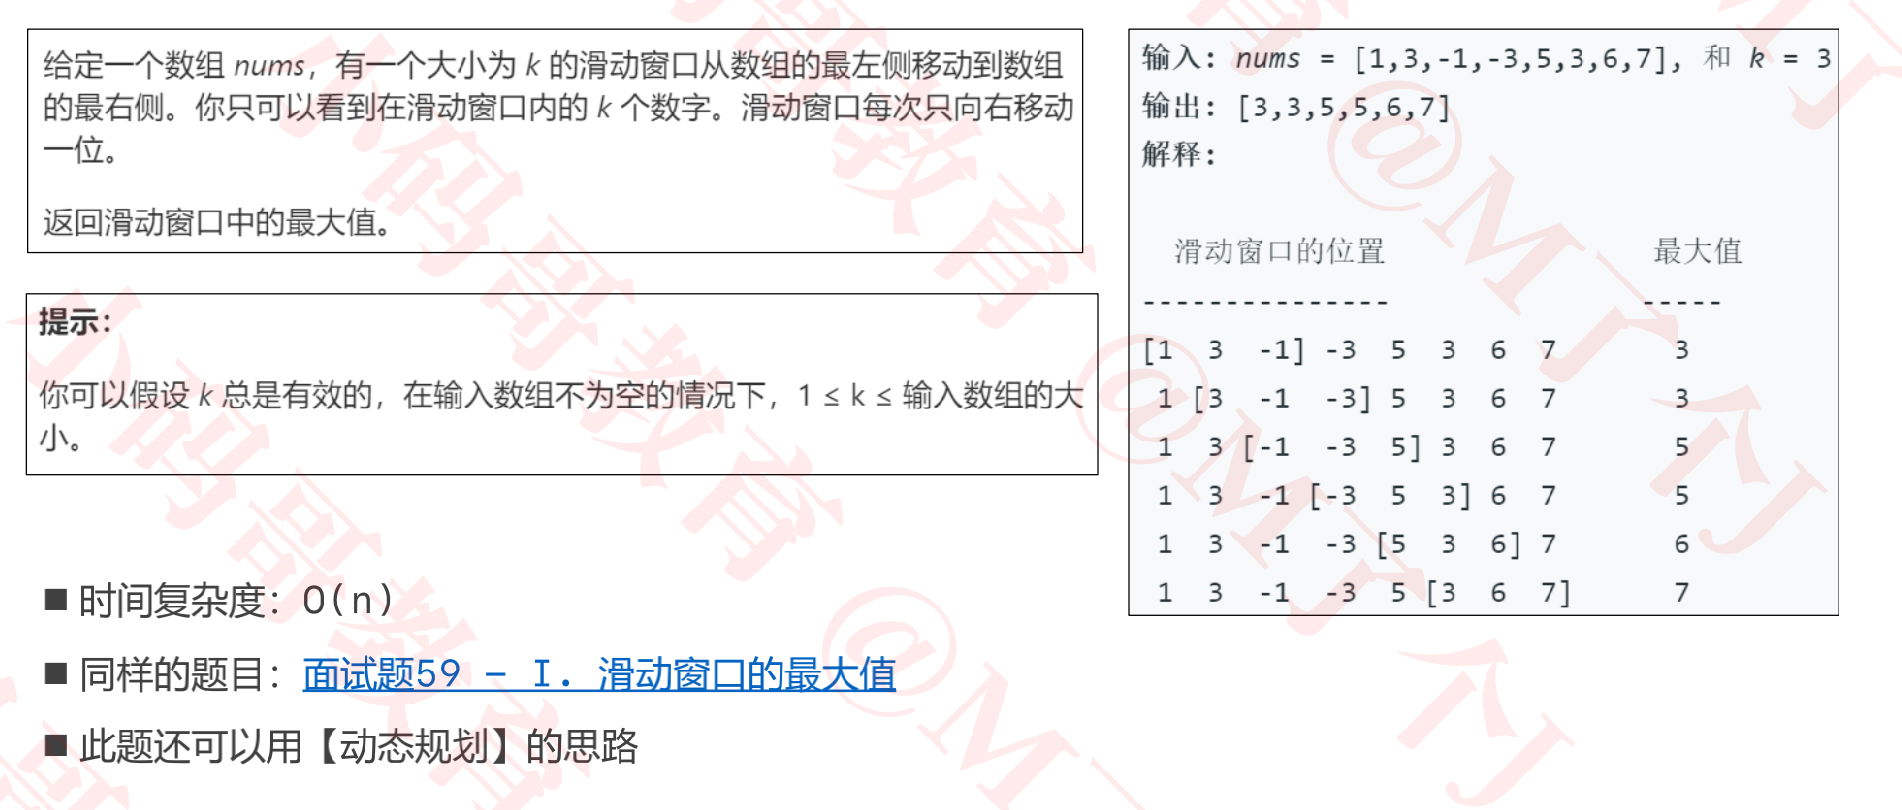 给定一个数组 nums，有一个大小为 k 的滑动窗口从数组的最左侧移动到数组
的最右侧。你只可以看到在滑动窗口内的 k 个数字。滑动窗口每次只向右移动
一位。
返回滑动窗口中的最大值。
提示：
你可以假设 k 总是有效的，在输入数组不为空的情况下，1 ≤ k ≤ 输入数组的大
小。
■ 时间复杂度：O(n)
■ 同样的题目：面试题59 - I. 滑动窗口的最大值
■ 此题还可以用【动态规划】的思路
输入: nums = [1,3,-1,-3,5,3,6,7], 和 k = 3
输出: [3,3,5,5,6,7]
解释:
滑动窗口的位置 最大值
--------------- -----
[1 3 -1] -3 5 3 6 7 3
1 [3 -1 -3] 5 3 6 7 3
1 3 [-1 -3 5] 3 6 7 5
1 3 -1 [-3 5 3] 6 7 5
1 3 -1 -3 [5 3 6] 7 6
1 3 -1 -3 5 [3 6 7] 7
小码哥教育 @M了个J